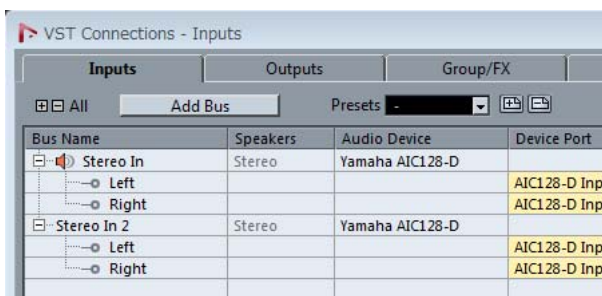 VST Connections - Inputs
Inputs Outputs Group/FX
All Add Bus Presets -
Bus Name Speakers Audio Device Device Port
Stereo In Stereo Yamaha AIC128-D
Left AIC128-D Inp
Right AIC128-D Inp
Stereo In 2 Stereo Yamaha AIC128-D
Left AIC128-D Inp
Right AIC128-D Inp